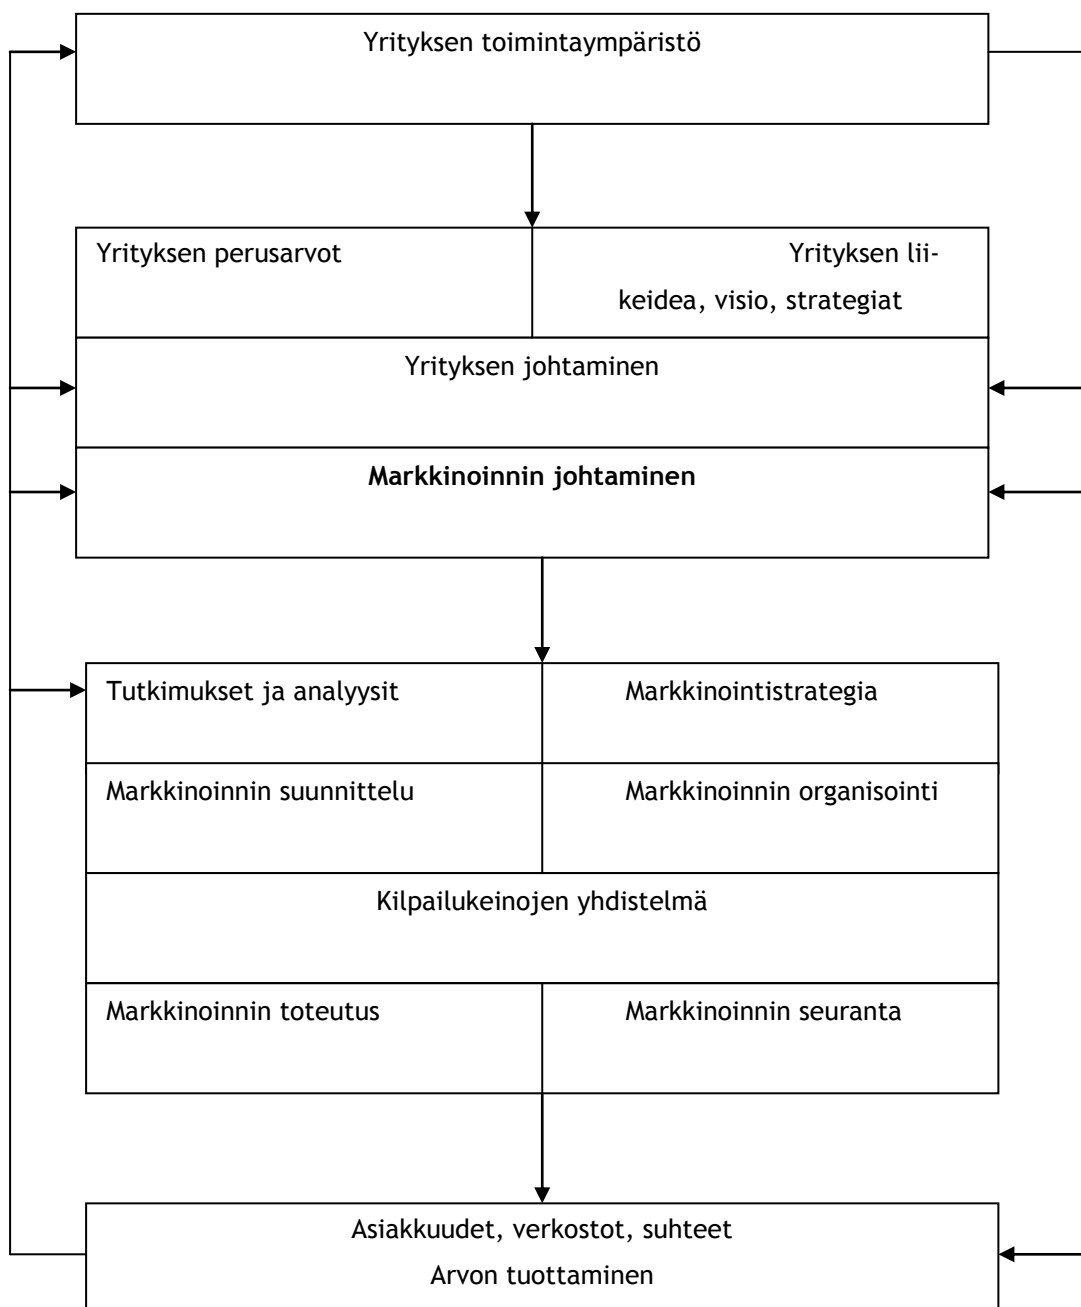 Yrityksen toimintaympäristö
Yrityksen perusarvot
Yrityksen lii-
keidea, visio, strategiat
Yrityksen johtaminen
Markkinoinnin johtaminen
Tutkimukset ja analyysit
Markkinointistrategia
Markkinoinnin suunnittelu
Markkinoinnin organisointi
Kilpailukeinojen yhdistelmä
Markkinoinnin toteutus
Markkinoinnin seuranta
Asiakkuudet, verkostot, suhteet
Arvon tuottaminen